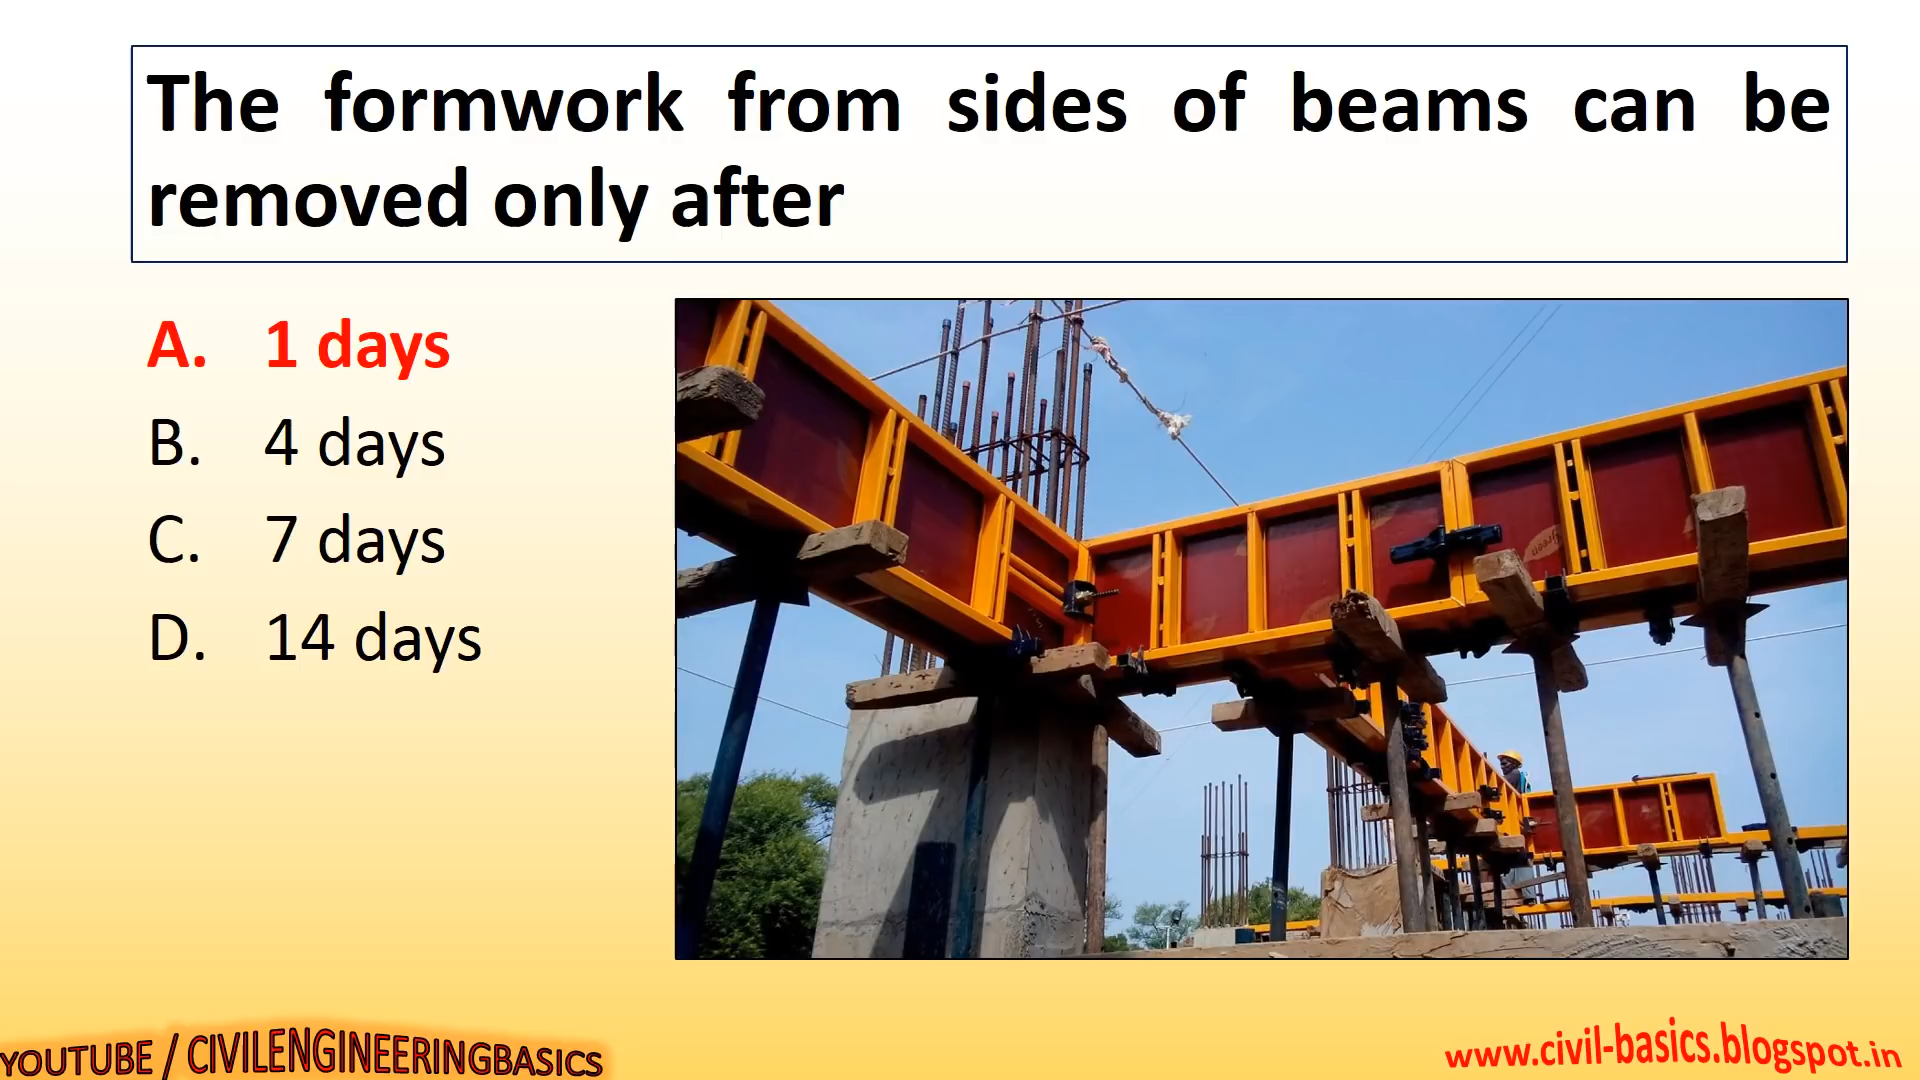 The formwork from sides of beams can be
removed only after
A. 1 days
B. 4 days
C. 7 days
D. 14 days
YOUTUBE / CIVILENGINEERINGBASICS
www.civil-basics.blogspot.in